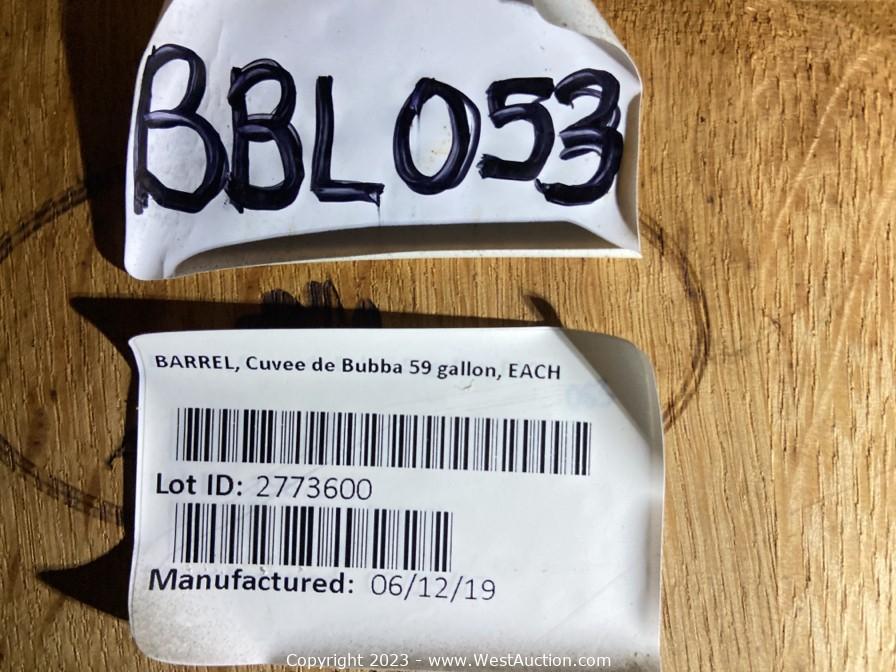 BBL053
BARREL, Cuvee de Bubba 59 gallon, EACH
Lot ID: 2773600
Manufactured: 06/12/19
Copyright 2023 - www.WestAuction.com